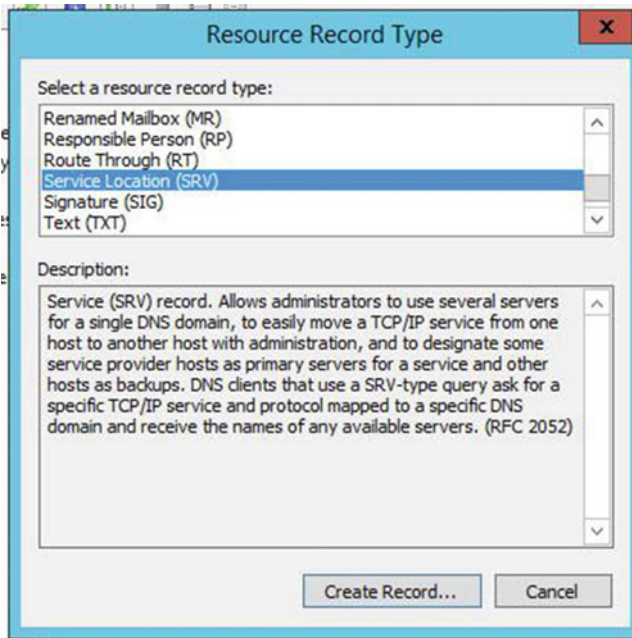 Resource Record Type
x
Select a resource record type:
Renamed Mailbox (MR)
Responsible Person (RP)
Route Through (RT)
Service Location (SRV)
Signature (SIG)
Text (TXT)
Description:
Service (SRV) record. Allows administrators to use several servers
for a single DNS domain, to easily move a TCP/IP service from one
host to another host with administration, and to designate some
service provider hosts as primary servers for a service and other
hosts as backups. DNS clients that use a SRV-type query ask for a
specific TCP/IP service and protocol mapped to a specific DNS
domain and receive the names of any available servers. (RFC 2052)
Create Record... Cancel